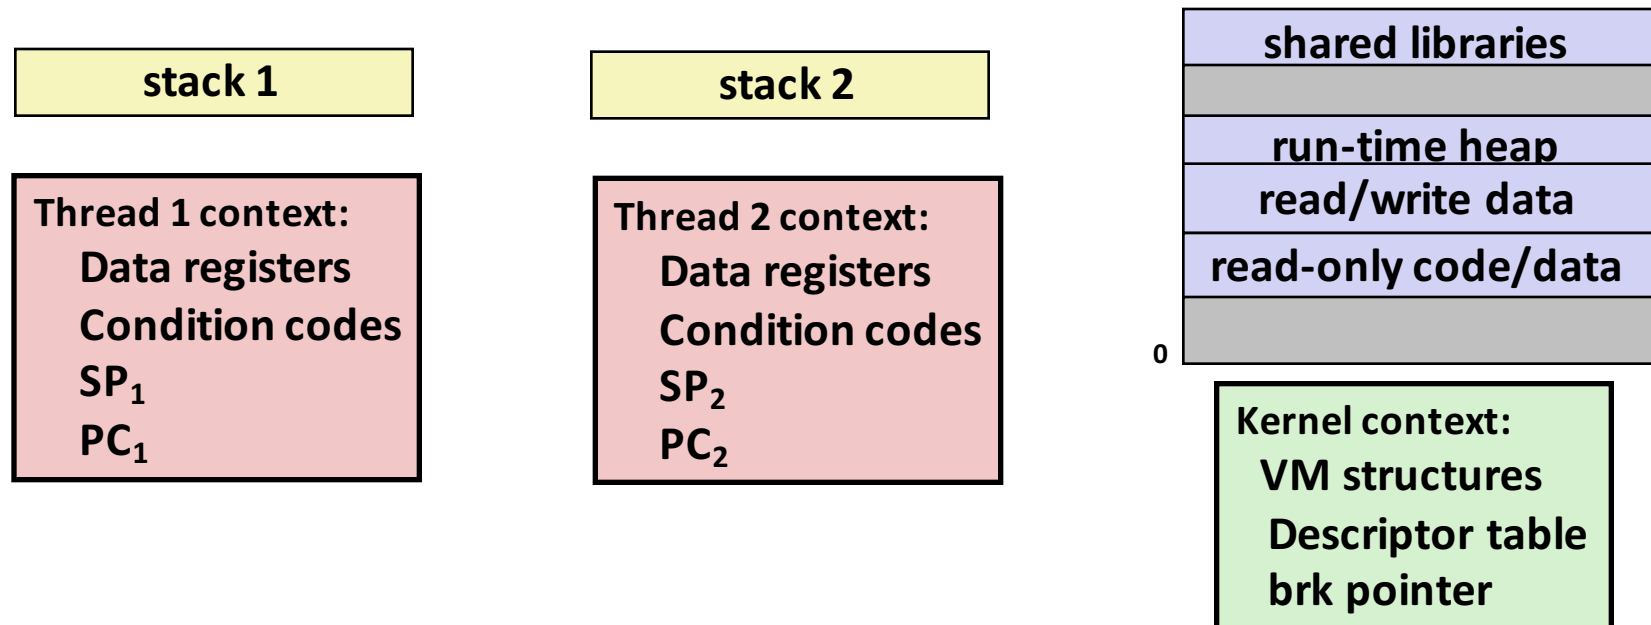 stack 1
Thread 1 context:
Data registers
Condition codes
SP₁
PC₁
stack 2
Thread 2 context:
Data registers
Condition codes
SP₂
PC₂
shared libraries
run-time heap
read/write data
read-only code/data
0
Kernel context:
VM structures
Descriptor table
brk pointer